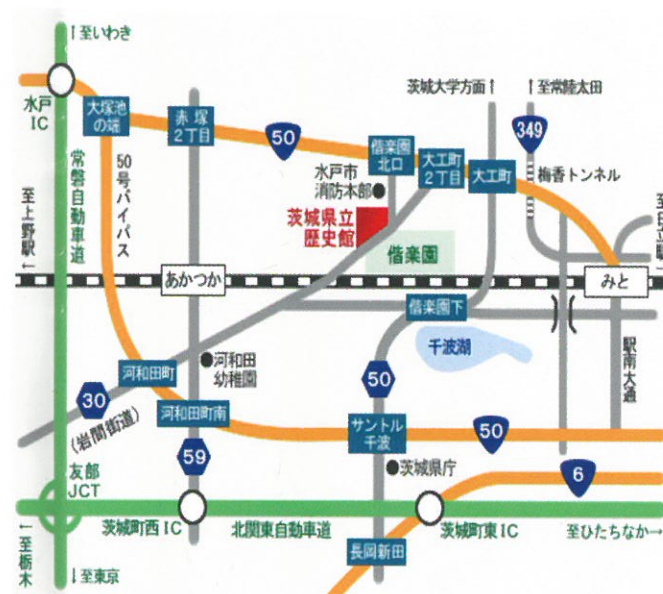 ↑至いわき
茨城大学方面↑
↑至常陸太田
水戸
IC
大塚池
の端
赤塚
2丁目
50
偕楽園
北口
大工町
2丁目
大工町
349
梅香トンネル
水戸市
消防本部
茨城県立
歴史館
偕楽園
常磐自動車道
50号バイパス
至上野駅↓
至日立駅↑
あかつか
みと
偕楽園下
千波湖
駅南大通
河和田
幼稚園
河和田町
30
(岩間街道)
河和田町南
50
サントル
千波
50
59
茨城県庁
6
友部
JCT
茨城町西IC
北関東自動車道
茨城町東IC
至ひたちなか→
←至栃木
↓至東京
長岡新田